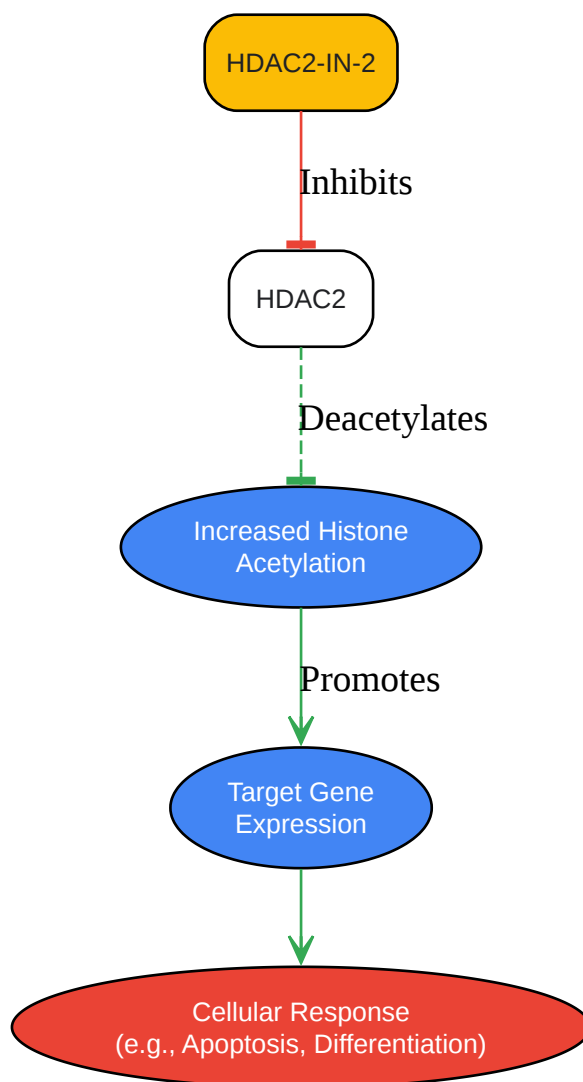 HDAC2-IN-2
Inhibits
HDAC2
Deacetylates
Increased Histone
Acetylation
Promotes
Target Gene
Expression
Cellular Response
(e.g., Apoptosis, Differentiation)